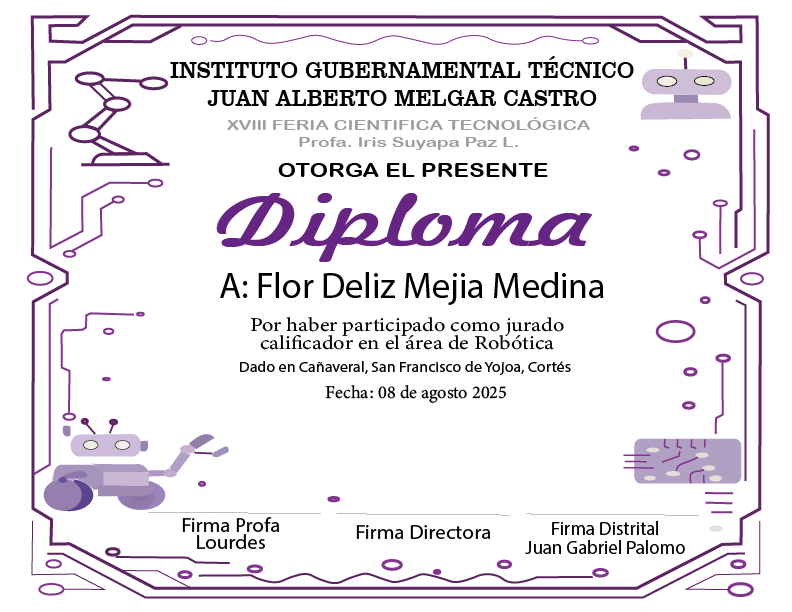 INSTITUTO GUBERNAMENTAL TÉCNICO
JUAN ALBERTO MELGAR CASTRO
XVIII FERIA CIENTIFICA TECNOLÓGICA
Profa. Iris Suyapa Paz L.
OTORGA EL PRESENTE
Diploma
A: Flor Deliz Mejia Medina
Por haber participado como jurado
calificador en el área de Robótica
Dado en Cañaveral, San Francisco de YoJoa, Cortés
Fecha: 08 de agosto 2025
Firma Profa
Lourdes
Firma Directora
Firma Distrital
Juan Gabriel Palomo